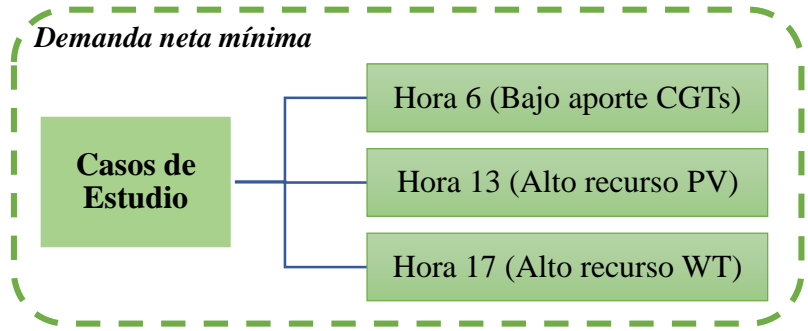 Demanda neta mínima
Hora 6 (Bajo aporte CGTs)
Casos de
Estudio
Hora 13 (Alto recurso PV)
Hora 17 (Alto recurso WT)